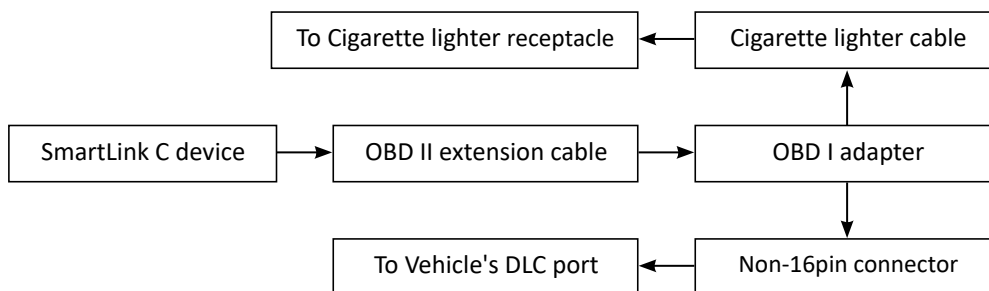 To Cigarette lighter receptacle
Cigarette lighter cable
SmartLink C device
OBD II extension cable
OBD I adapter
To Vehicle's DLC port
Non-16pin connector